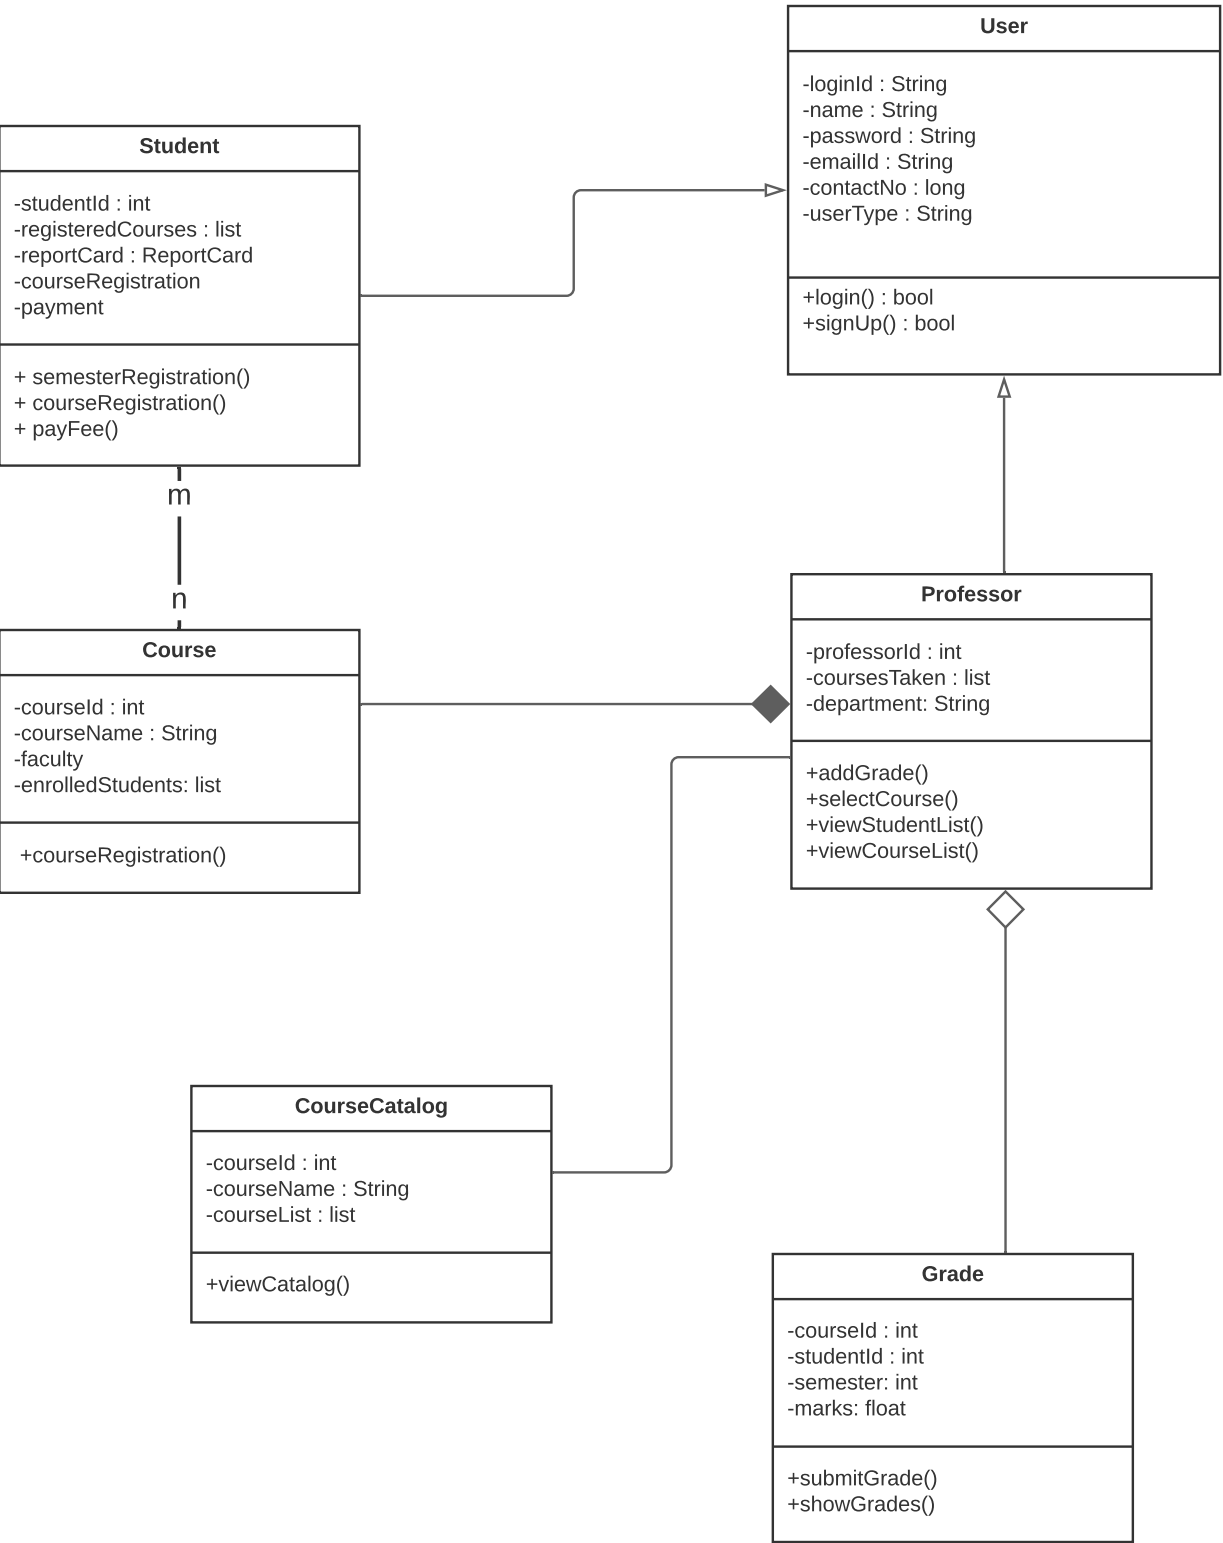 User
-loginId : String
-name : String
-password : String
-emailId : String
-contactNo : long
-userType : String
+login() : bool
+signUp() : bool
Student
-studentId : int
-registeredCourses : list
-reportCard : ReportCard
-courseRegistration
-payment
+ semesterRegistration()
+ courseRegistration()
+ payFee()
m
n
Course
-courseId : int
-courseName : String
-faculty
-enrolledStudents: list
+courseRegistration()
Professor
-professorId : int
-coursesTaken : list
-department: String
+addGrade()
+selectCourse()
+viewStudentList()
+viewCourseList()
CourseCatalog
-courseId : int
-courseName : String
-courseList : list
+viewCatalog()
Grade
-courseId : int
-studentId : int
-semester: int
-marks: float
+submitGrade()
+showGrades()